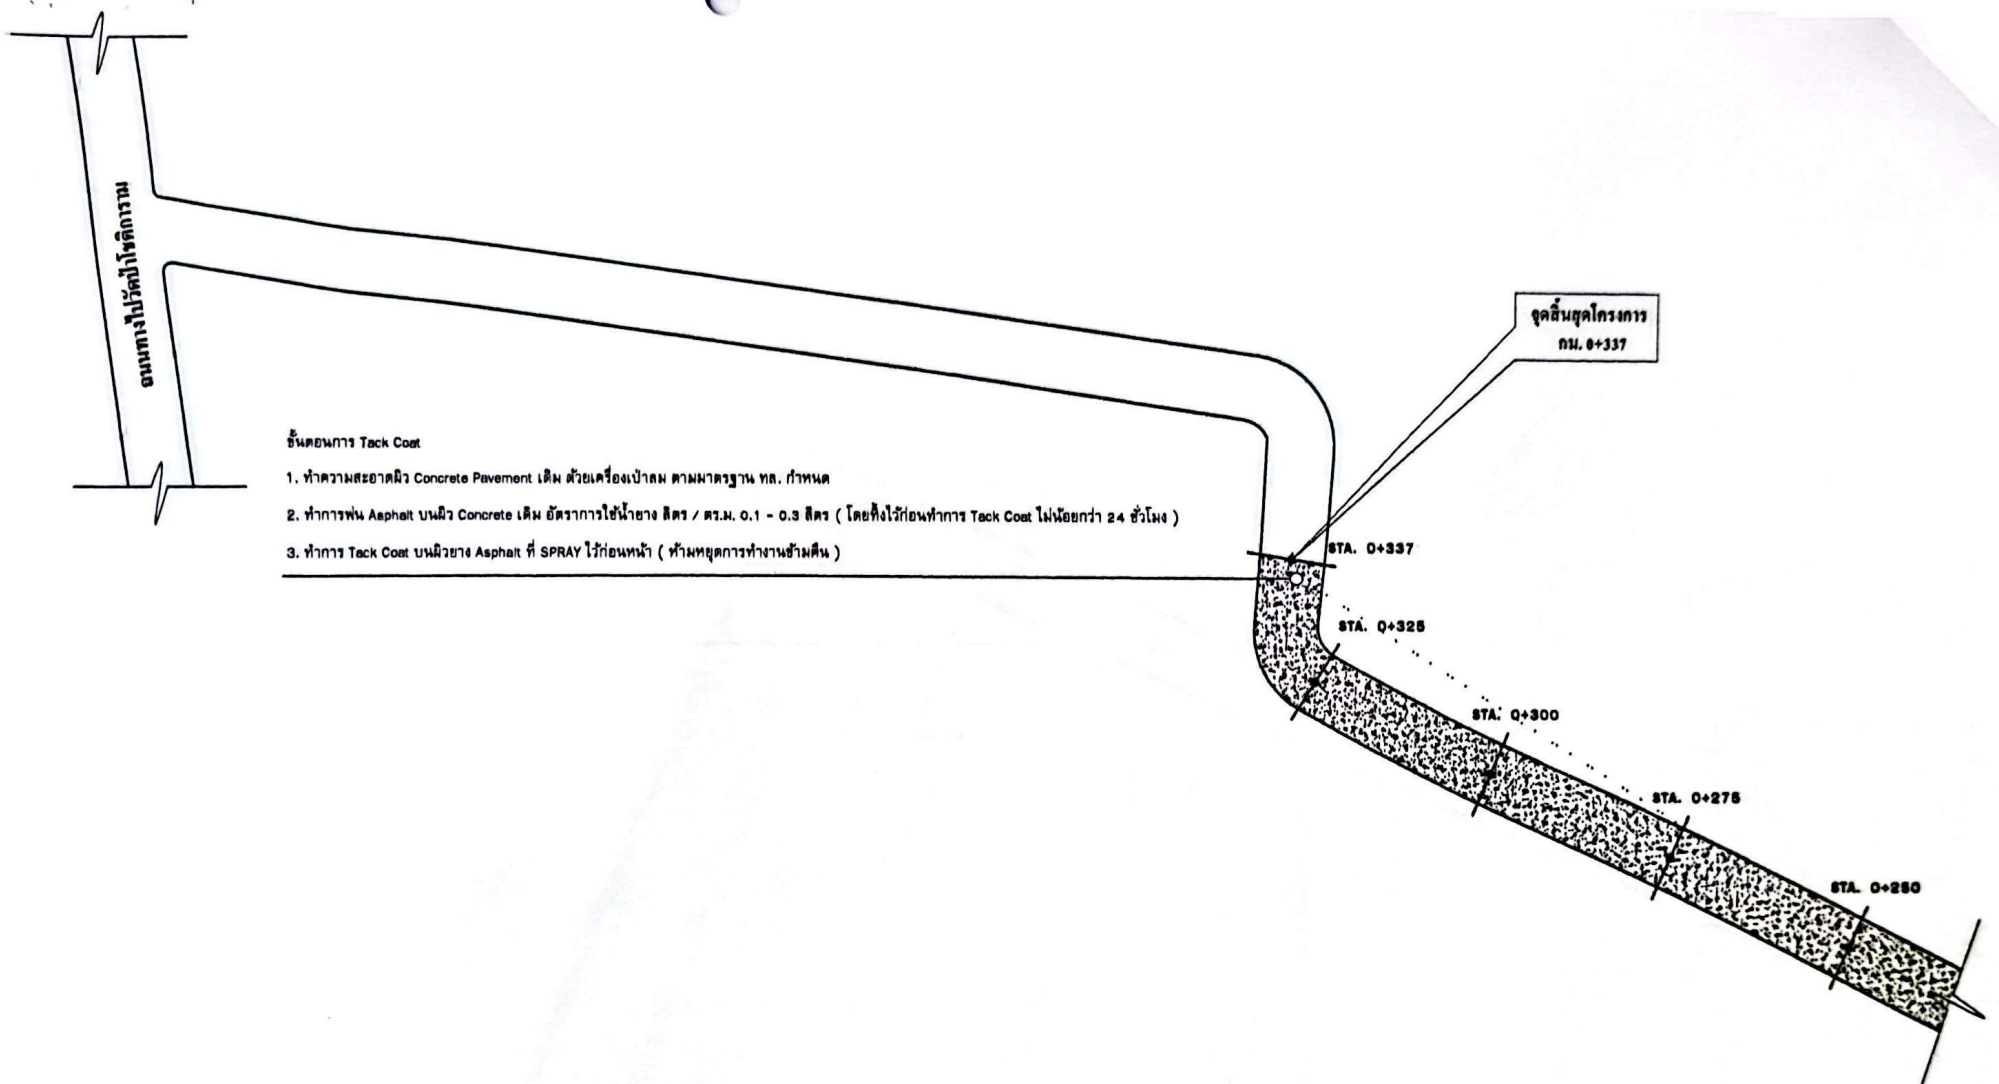 ถนนทางไปวัดป่าโชติการาม
จุดสิ้นสุดโครงการ
กม. 0+337
ขั้นตอนการ Tack Coat
1. ทำความสะอาดผิว Concrete Pavement เดิม ด้วยเครื่องเป่าลม ตามมาตรฐาน ทล. กำหนด
2. ทำการพ่น Asphalt บนผิว Concrete เดิม อัตราการใช้น้ำยาง ลิตร / ตร.ม. 0.1 - 0.3 ลิตร ( โดยทิ้งไว้ก่อนทำการ Tack Coat ไม่น้อยกว่า 24 ชั่วโมง )
3. ทำการ Tack Coat บนผิวยาง Asphalt ที่ SPRAY ไว้ก่อนหน้า ( ห้ามหยุดการทำงานข้ามคืน )
STA. 0+337
STA. 0+325
STA. 0+300
STA. 0+275
STA. 0+250